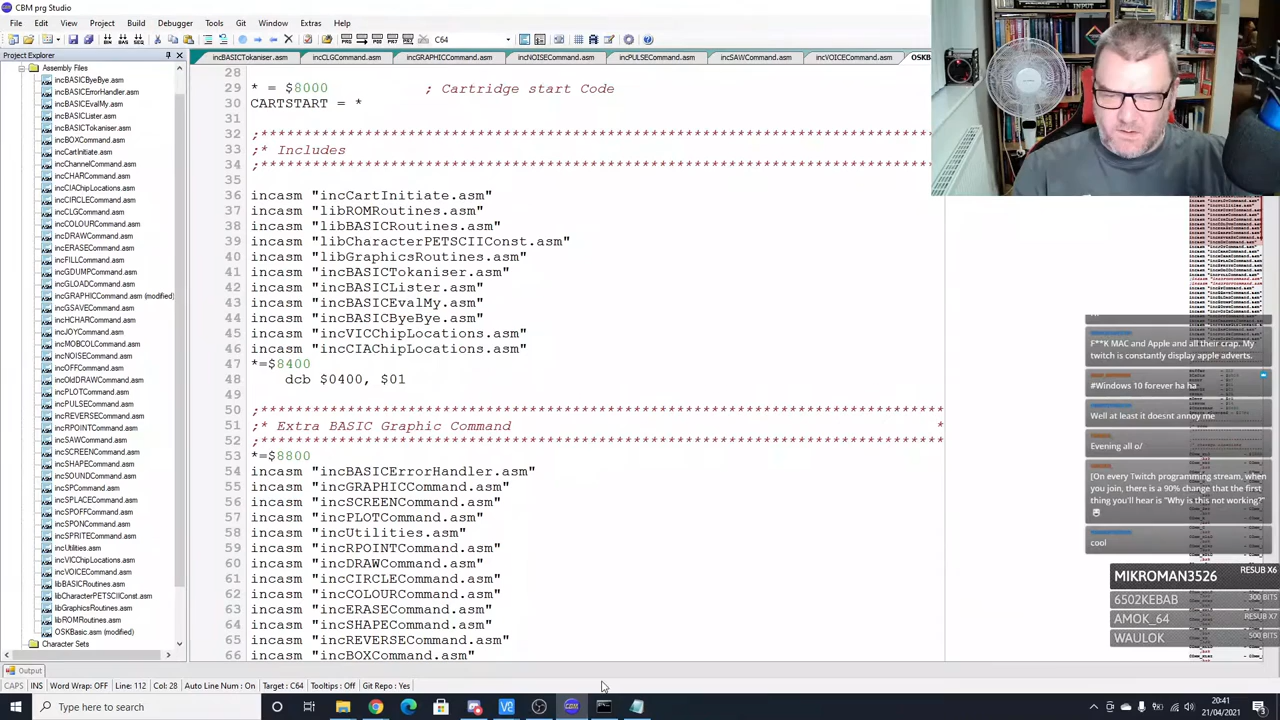 CBM prg Studio
File Edit View Project Build Debugger Tools Git Window Extras Help
C64
Project Explorer
incBASICTokaniser.asm incCLGCommand.asm incGRAPHICCommand.asm incNOISECommand.asm incPULSECommand.asm incSAWCommand.asm incVOICECommand.asm
Assembly Files
incBASICByeBye.asm
incBASICErrorHandler.asm
incBASICEvalMy.asm
incBASICLister.asm
incBASICTokaniser.asm
incBOXCommand.asm
incCartInitiate.asm
incChannelCommand.asm
incCHARCommand.asm
incCIAChipLocations.asm
incCIRCLECommand.asm
incCLGCommand.asm
incCOLOURCommand.asm
incDRAWCommand.asm
incERASECommand.asm
incFILLCommand.asm
incGDUMPCommand.asm
incGLOADCommand.asm
incGRAPHICCommand.asm (modified)
incGSAVECommand.asm
incHCHARCommand.asm
incJOYCommand.asm
incMOBCOLCommand.asm
incNOISECommand.asm
incOFFCommand.asm
incOldDRAWCommand.asm
incPLOTCommand.asm
incPULSECommand.asm
incREVERSECommand.asm
incRPOINTCommand.asm
incSAWCommand.asm
incSCREENCommand.asm
incSHAPECommand.asm
incSOUNDCommand.asm
incSPCommand.asm
incSPLACECommand.asm
incSPOFFCommand.asm
incSPONCommand.asm
incSPRITECommand.asm
incUtilities.asm
incVICChipLocations.asm
incVOICECommand.asm
libBASICRoutines.asm
libCharacterPETSCIIConst.asm
libGraphicsRoutines.asm
libROMRoutines.asm
OSKBasic.asm (modified)
Character Sets
28
29 * = $8000 ; Cartridge start Code
30 CARTSTART = *
31
32 ;*******************************************************************************
33 ;* Includes
34 ;*******************************************************************************
35
36 incasm "incCartInitiate.asm"
37 incasm "libROMRoutines.asm"
38 incasm "libBASICRoutines.asm"
39 incasm "libCharacterPETSCIIConst.asm"
40 incasm "libGraphicsRoutines.asm"
41 incasm "incBASICTokaniser.asm"
42 incasm "incBASICLister.asm"
43 incasm "incBASICEvalMy.asm"
44 incasm "incBASICByeBye.asm"
45 incasm "incVICChipLocations.asm"
46 incasm "incCIAChipLocations.asm"
47 *=$8400
48 dcb $0400, $01
49
50 ;*******************************************************************************
51 ;* Extra BASIC Graphic Command *
52 ;*******************************************************************************
53 *=$8800
54 incasm "incBASICErrorHandler.asm"
55 incasm "incGRAPHICCommand.asm"
56 incasm "incSCREENCommand.asm"
57 incasm "incPLOTCommand.asm"
58 incasm "incUtilities.asm"
59 incasm "incRPOINTCommand.asm"
60 incasm "incDRAWCommand.asm"
61 incasm "incCIRCLECommand.asm"
62 incasm "incCOLOURCommand.asm"
63 incasm "incERASECommand.asm"
64 incasm "incSHAPECommand.asm"
65 incasm "incREVERSECommand.asm"
66 incasm "incBOXCommand.asm"
INPUT
F**K MAC and Apple and all their crap. My
twitch is constantly display apple adverts.
#Windows 10 forever ha ha
Well at least it doesnt annoy me
Evening all o/
[On every Twitch programming stream, when
you join, there is a 90% change that the first
thing you'll hear is "Why is this not working?"
cool
MIKROMAN3526 RESUB X6
6502KEBAB 300 BITS
AMOK_64 RESUB X7
WAULOK 500 BITS
Output
CAPS INS Word Wrap: OFF Line: 112 Col: 28 Auto Line Num : On Target : C64 Tooltips : Off Git Repo : Yes
Type here to search
20:41
21/04/2021